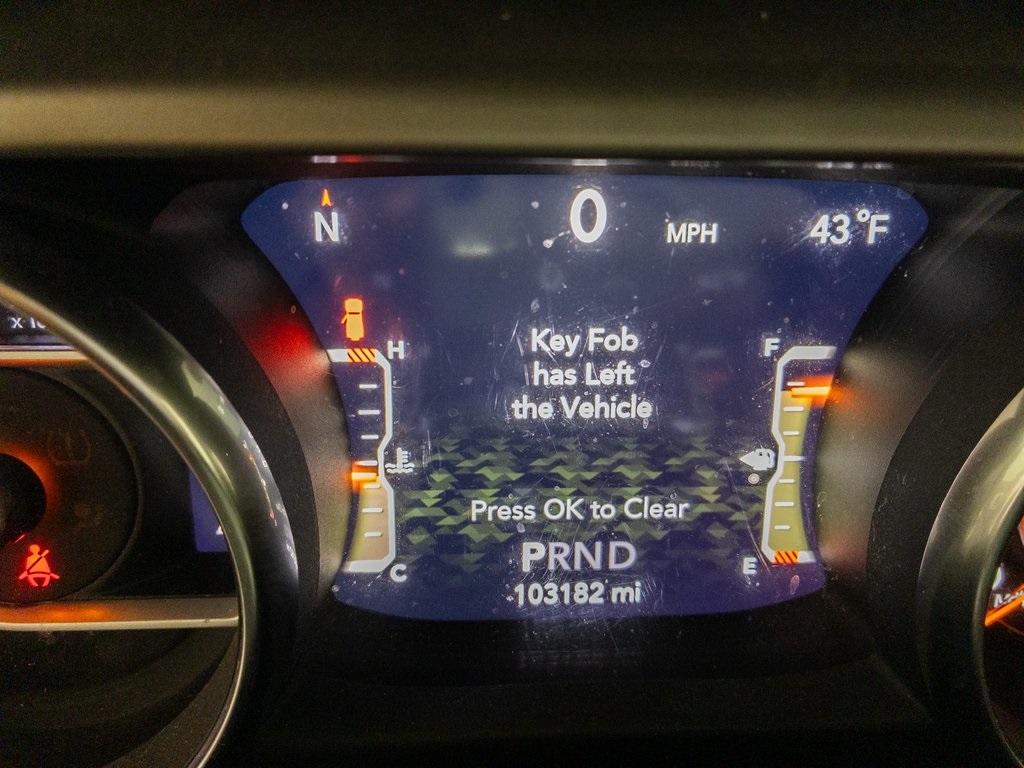 N 0 MPH 43°F
H F
Key Fob
has Left
the Vehicle
Press OK to Clear
PRND
C E
103182 mi